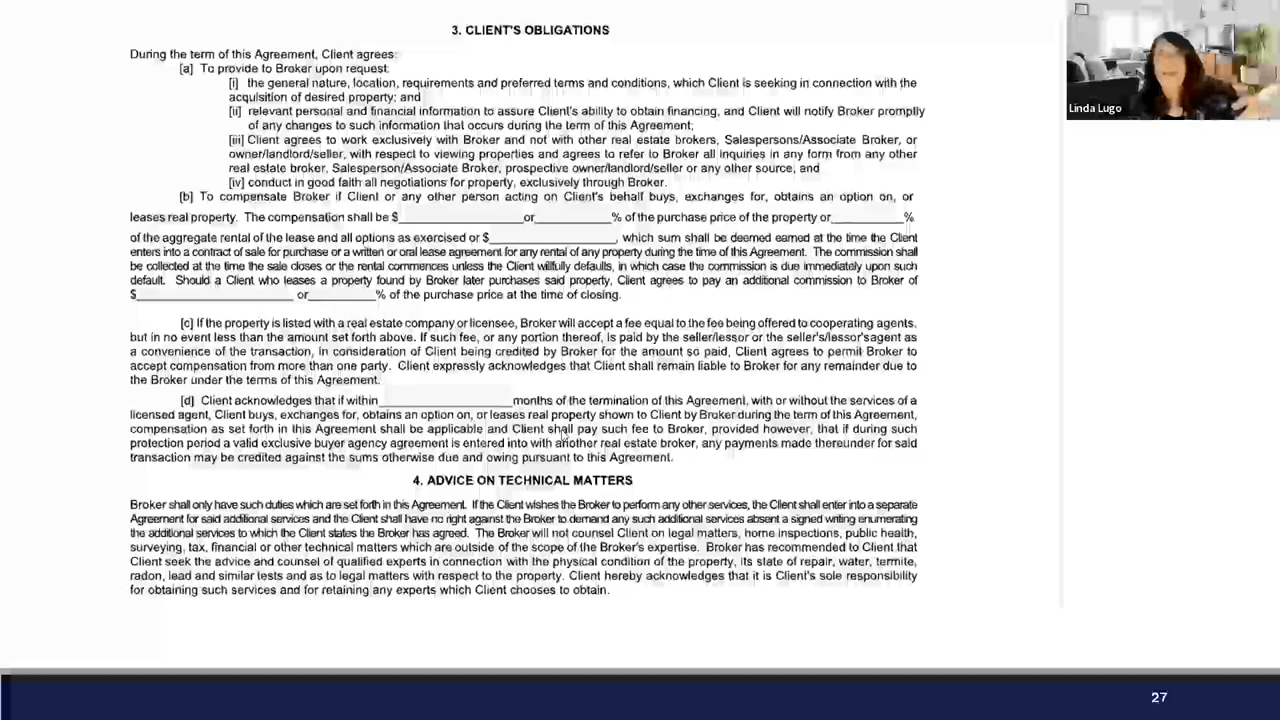 3. CLIENT'S OBLIGATIONS
During the term of this Agreement, Client agrees:
[a] To provide to Broker upon request:
[i] the general nature, location, requirements and preferred terms and conditions, which Client is seeking in connection with the
acquisition of desired property; and
[ii] relevant personal and financial information to assure Client's ability to obtain financing, and Client will notify Broker promptly
of any changes to such information that occurs during the term of this Agreement;
[iii] Client agrees to work exclusively with Broker and not with other real estate brokers, Salespersons/Associate Broker, or
owner/landlord/seller, with respect to viewing properties and agrees to refer to Broker all inquiries in any form from any other
real estate broker, Salesperson/Associate Broker, prospective owner/landlord/seller or any other source; and
[iv] conduct in good faith all negotiations for property, exclusively through Broker.
[b] To compensate Broker if Client or any other person acting on Client's behalf buys, exchanges for, obtains an option on, or
leases real property. The compensation shall be $________________or__________% of the purchase price of the property or_________%
of the aggregate rental of the lease and all options as exercised or $________________, which sum shall be deemed earned at the time the Client
enters into a contract of sale for purchase or a written or oral lease agreement for any rental of any property during the time of this Agreement. The commission shall
be collected at the time the sale closes or the rental commences unless the Client willfully defaults, in which case the commission is due immediately upon such
default. Should a Client who leases a property found by Broker later purchases said property, Client agrees to pay an additional commission to Broker of
$____________________ or_________% of the purchase price at the time of closing.
[c] If the property is listed with a real estate company or licensee, Broker will accept a fee equal to the fee being offered to cooperating agents,
but in no event less than the amount set forth above. If such fee, or any portion thereof, is paid by the seller/lessor or the seller's/lessor'sagent as
a convenience of the transaction, in consideration of Client being credited by Broker for the amount so paid, Client agrees to permit Broker to
accept compensation from more than one party. Client expressly acknowledges that Client shall remain liable to Broker for any remainder due to
the Broker under the terms of this Agreement.
[d] Client acknowledges that if within_________________months of the termination of this Agreement, with or without the services of a
licensed agent, Client buys, exchanges for, obtains an option on, or leases real property shown to Client by Broker during the term of this Agreement,
compensation as set forth in this Agreement shall be applicable and Client shall pay such fee to Broker, provided however, that if during such
protection period a valid exclusive buyer agency agreement is entered into with another real estate broker, any payments made thereunder for said
transaction may be credited against the sums otherwise due and owing pursuant to this Agreement.
4. ADVICE ON TECHNICAL MATTERS
Broker shall only have such duties which are set forth in this Agreement. If the Client wishes the Broker to perform any other services, the Client shall enter into a separate
Agreement for said additional services and the Client shall have no right against the Broker to demand any such additional services absent a signed writing enumerating
the additional services to which the Client states the Broker has agreed. The Broker will not counsel Client on legal matters, home inspections, public health,
surveying, tax, financial or other technical matters which are outside of the scope of the Broker's expertise. Broker has recommended to Client that
Client seek the advice and counsel of qualified experts in connection with the physical condition of the property, its state of repair, water, termite,
radon, lead and similar tests and as to legal matters with respect to the property. Client hereby acknowledges that it is Client's sole responsibility
for obtaining such services and for retaining any experts which Client chooses to obtain.
Linda Lugo
27